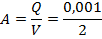 A = Q/V = 0,001/2